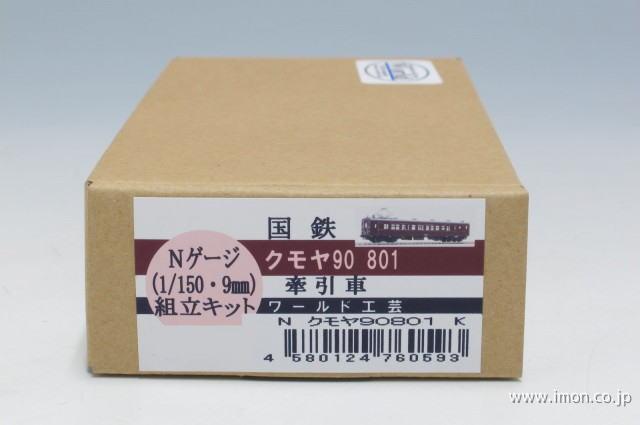 国鉄
Nゲージ
(1/150・9mm)
組立キット
クモヤ90 801
牽引車
ワールド工芸
N クモヤ90801 K
4 580124 760593
www.imon.co.jp